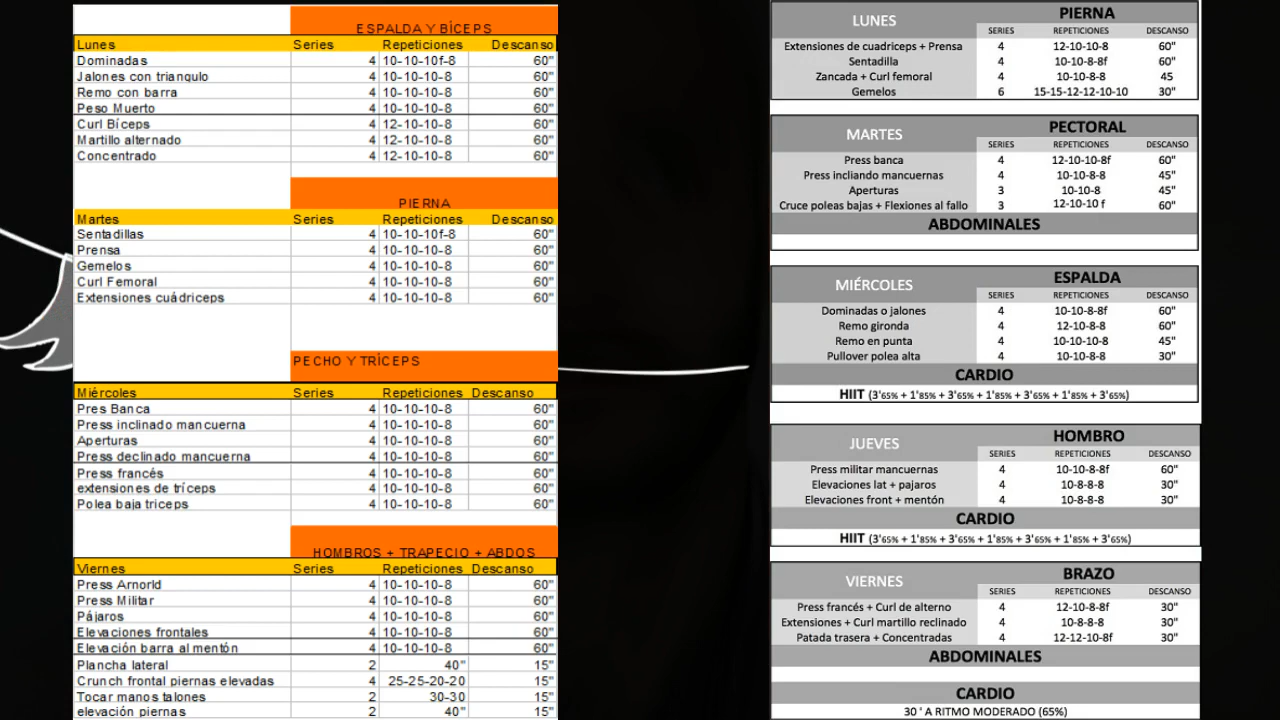 ESPALDA Y BÍCEPS
Lunes Series Repeticiones Descanso
Dominadas 4 10-10-10f-8 60"
Jalones con triangulo 4 10-10-10-8 60"
Remo con barra 4 10-10-10-8 60"
Peso Muerto 4 10-10-10-8 60"
Curl Bíceps 4 12-10-10-8 60"
Martillo alternado 4 12-10-10-8 60"
Concentrado 4 12-10-10-8 60"
PIERNA
Martes Series Repeticiones Descanso
Sentadillas 4 10-10-10f-8 60"
Prensa 4 10-10-10-8 60"
Gemelos 4 10-10-10-8 60"
Curl Femoral 4 10-10-10-8 60"
Extensiones cuádriceps 4 10-10-10-8 60"
PECHO Y TRÍCEPS
Miércoles Series Repeticiones Descanso
Pres Banca 4 10-10-10-8 60"
Press inclinado mancuerna 4 10-10-10-8 60"
Aperturas 4 10-10-10-8 60"
Press declinado mancuerna 4 10-10-10-8 60"
Press francés 4 10-10-10-8 60"
extensiones de tríceps 4 10-10-10-8 60"
Polea baja triceps 4 10-10-10-8 60"
HOMBROS + TRAPECIO + ABDOS
Viernes Series Repeticiones Descanso
Press Arnorld 4 10-10-10-8 60"
Press Militar 4 10-10-10-8 60"
Pájaros 4 10-10-10-8 60"
Elevaciones frontales 4 10-10-10-8 60"
Elevación barra al mentón 4 10-10-10-8 60"
Plancha lateral 2 40" 15"
Crunch frontal piernas elevadas 4 25-25-20-20 15"
Tocar manos talones 2 30-30 15"
elevación piernas 2 40" 15"
LUNES PIERNA
SERIES REPETICIONES DESCANSO
Extensiones de cuadriceps + Prensa 4 12-10-10-8 60"
Sentadilla 4 10-10-8-8f 60"
Zancada + Curl femoral 4 10-10-8-8 45
Gemelos 6 15-15-12-12-10-10 30"
MARTES PECTORAL
SERIES REPETICIONES DESCANSO
Press banca 4 12-10-10-8f 60"
Press incliando mancuernas 4 10-10-8-8 45"
Aperturas 3 10-10-8 45"
Cruce poleas bajas + Flexiones al fallo 3 12-10-10 f 60"
ABDOMINALES
MIÉRCOLES ESPALDA
SERIES REPETICIONES DESCANSO
Dominadas o jalones 4 10-10-8-8f 60"
Remo gironda 4 12-10-8-8 60"
Remo en punta 4 10-10-10-8 45"
Pullover polea alta 4 10-10-8-8 30"
CARDIO
HIIT (3'65% + 1'85% + 3'65% + 1'85% + 3'65% + 1'85% + 3'65%)
JUEVES HOMBRO
SERIES REPETICIONES DESCANSO
Press militar mancuernas 4 10-10-8-8f 60"
Elevaciones lat + pajaros 4 10-8-8-8 30"
Elevaciones front + mentón 4 10-8-8-8 30"
CARDIO
HIIT (3'65% + 1'85% + 3'65% + 1'85% + 3'65% + 1'85% + 3'65%)
VIERNES BRAZO
SERIES REPETICIONES DESCANSO
Press francés + Curl de alterno 4 12-10-8-8f 30"
Extensiones + Curl martillo reclinado 4 10-8-8-8 30"
Patada trasera + Concentradas 4 12-12-10-8f 30"
ABDOMINALES
CARDIO
30 ' A RITMO MODERADO (65%)